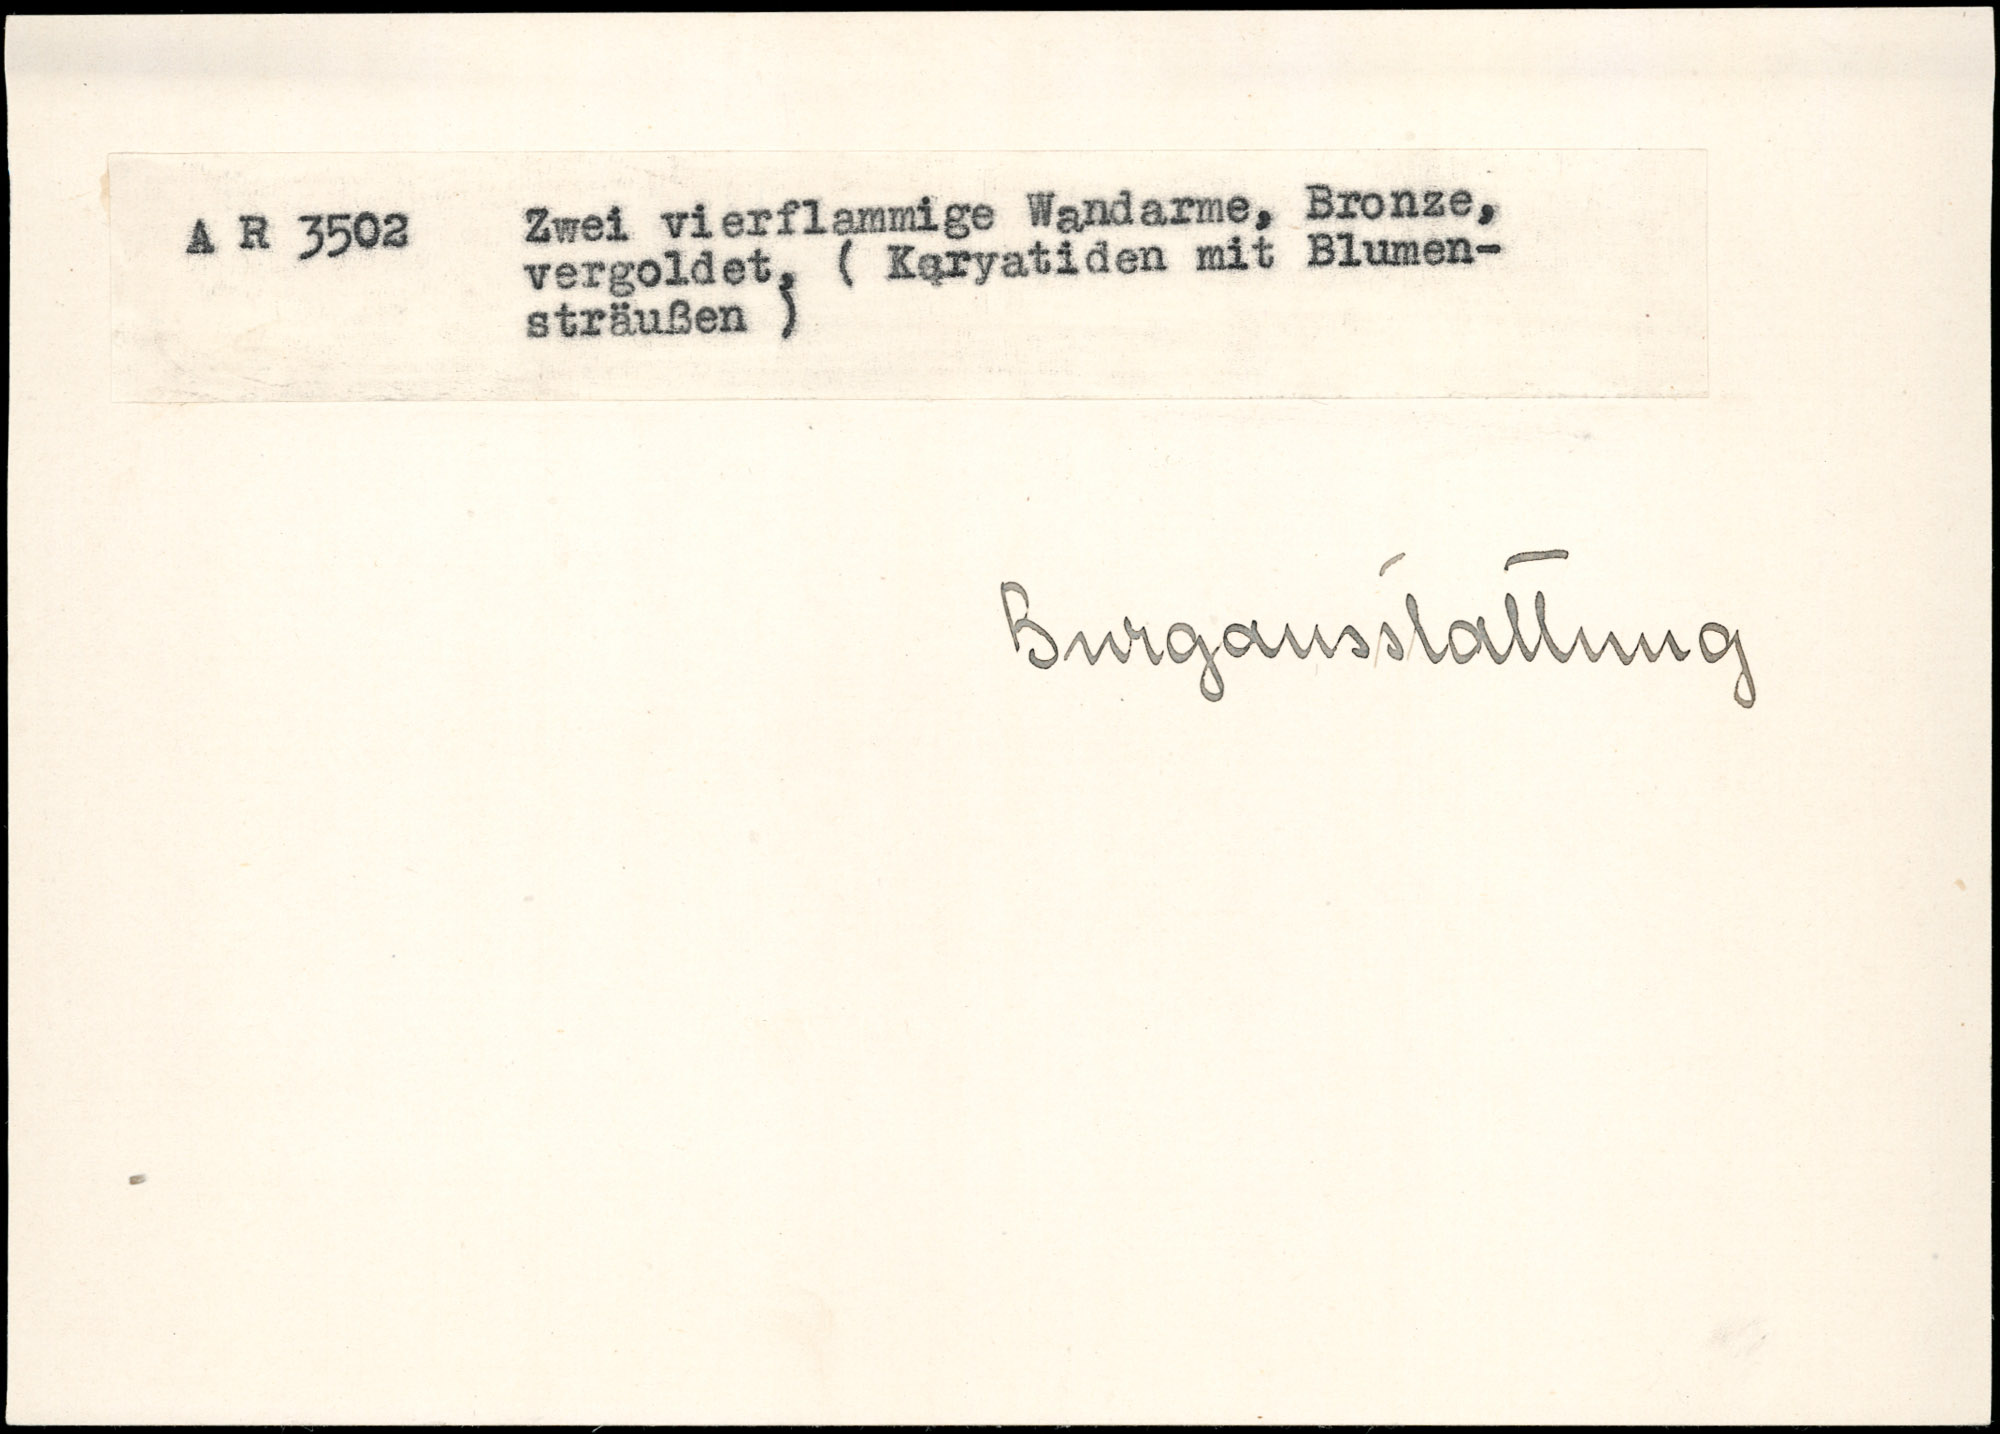 A R 3502 Zwei vierflammige Wandarme, Bronze,
vergoldet, ( Karyatiden mit Blumen-
sträußen )
Burgausstattung